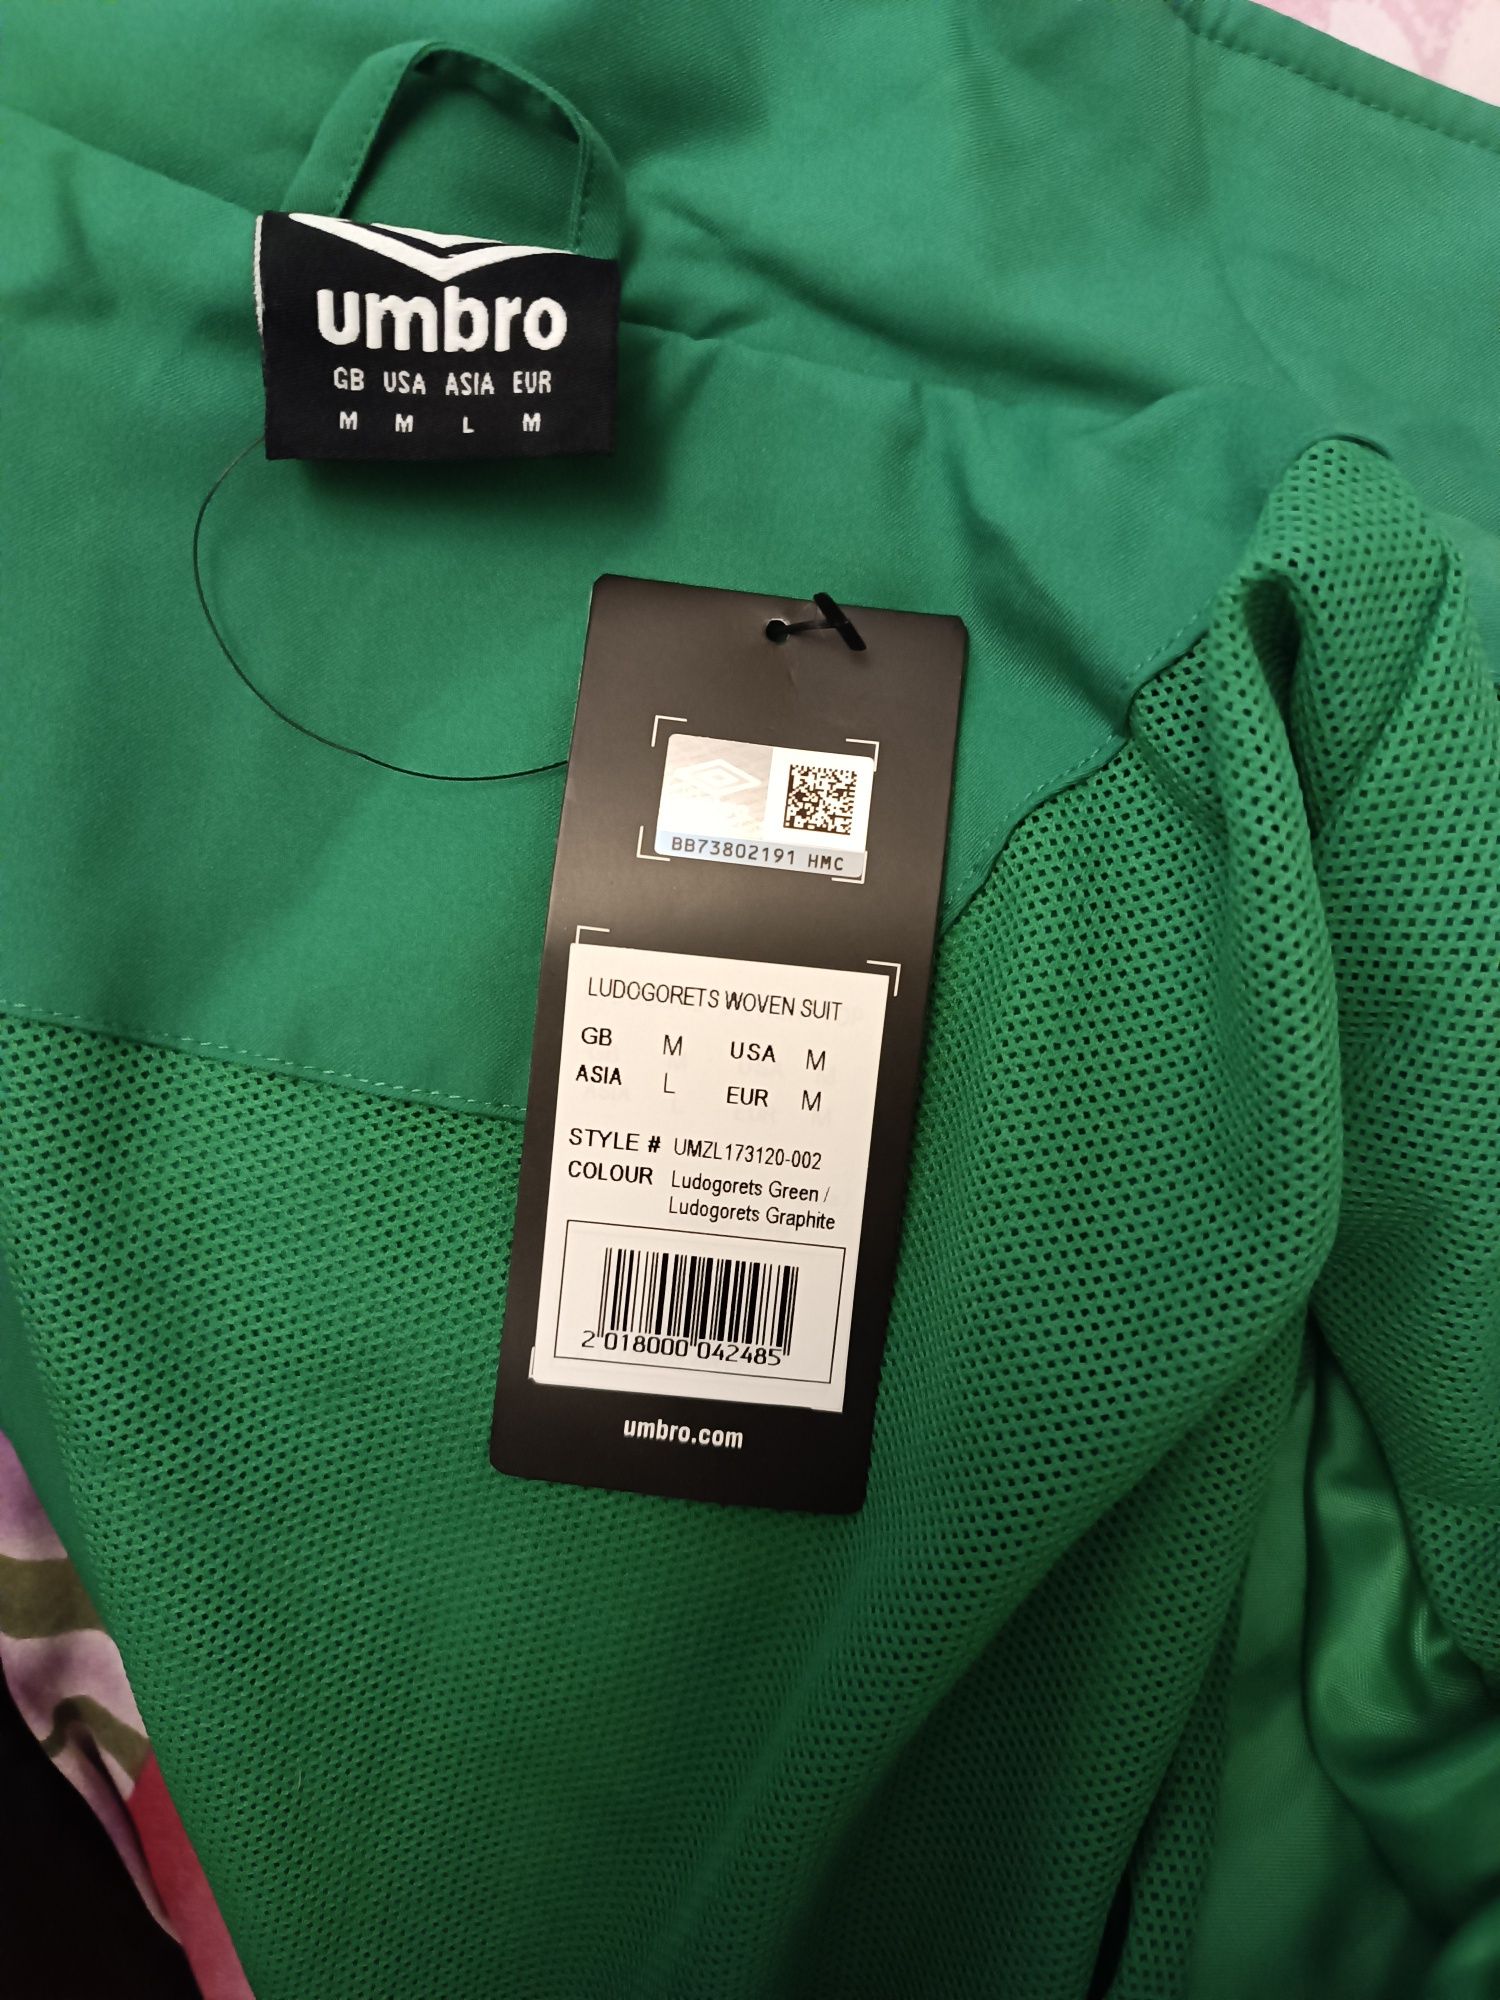 umbro
GB USA ASIA EUR
M M L M
BB73802191 HMC
LUDOGORETS WOVEN SUIT
GB M USA M
ASIA L EUR M
STYLE # UMZL173120-002
COLOUR Ludogorets Green /
Ludogorets Graphite
2 018000 042485
umbro.com